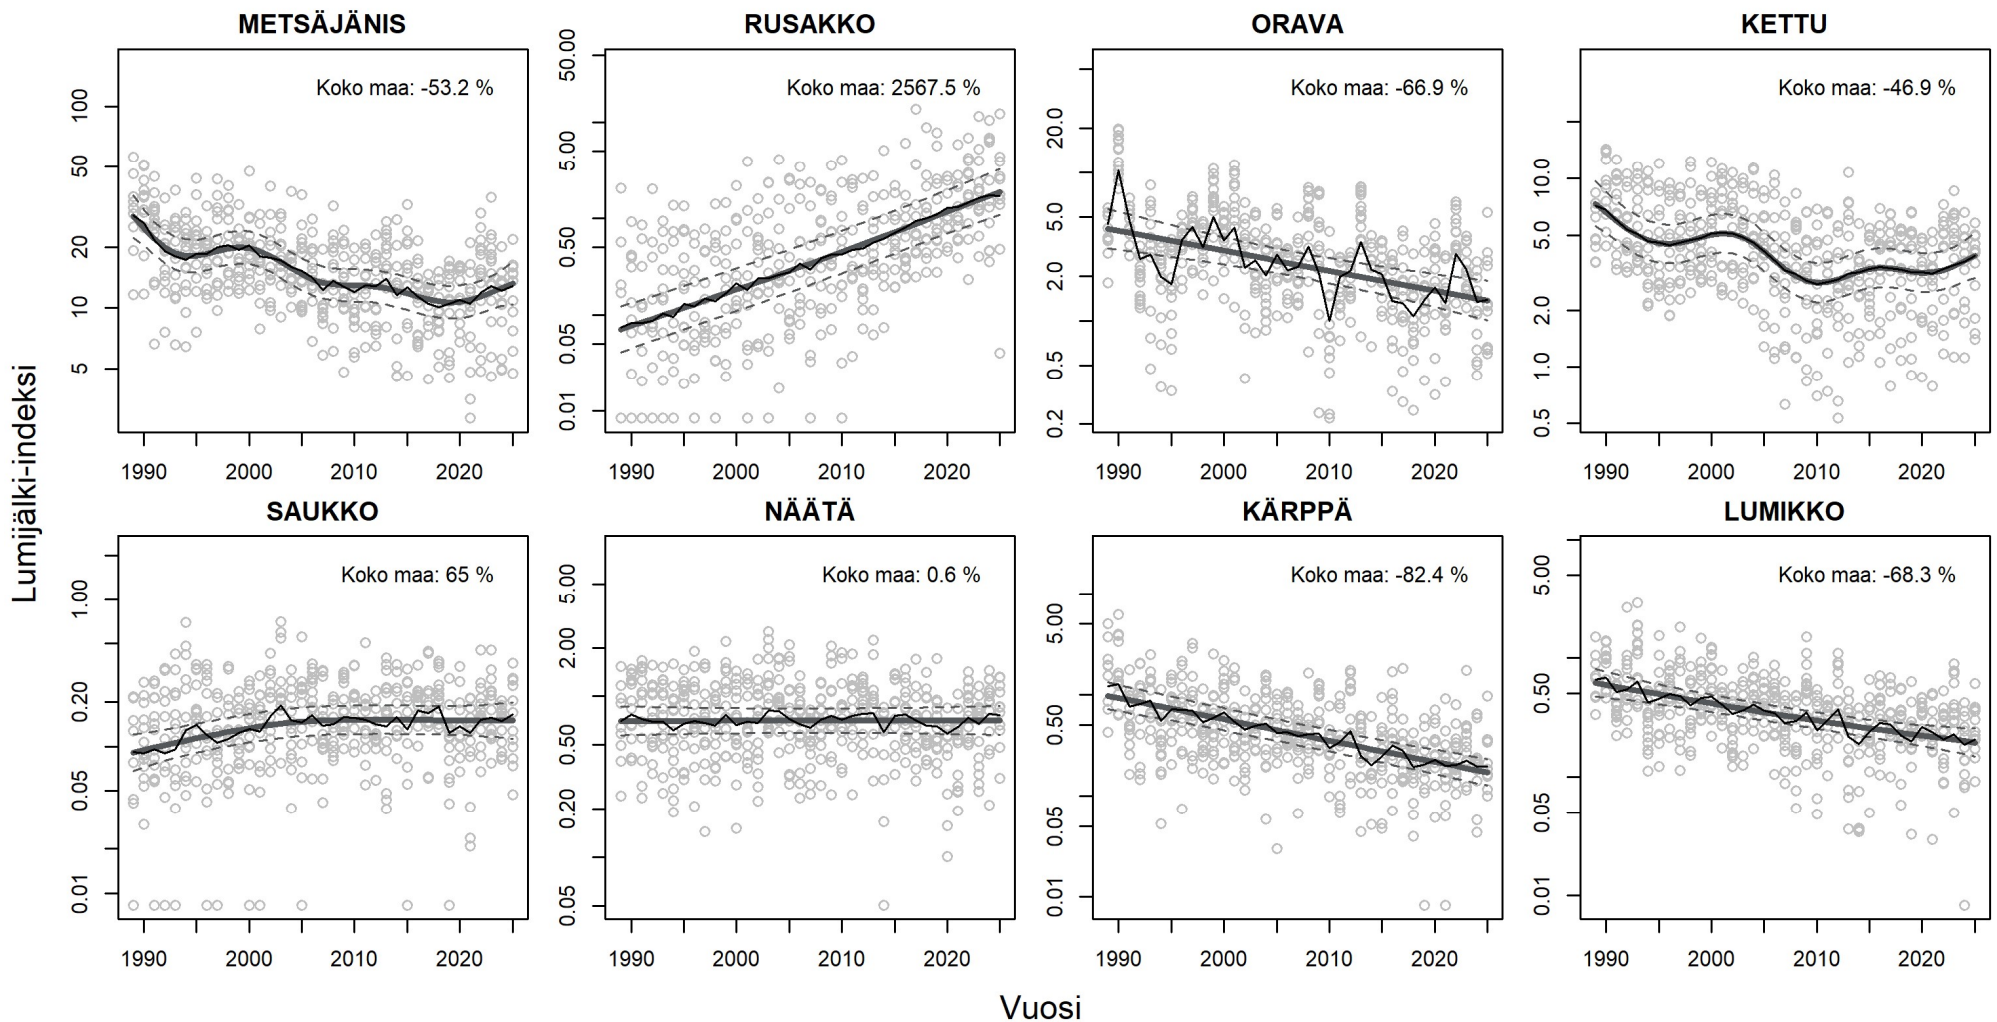 METSÄJÄNIS
Koko maa: -53.2 %
100
50
20
10
5
1990 2000 2010 2020
RUSAKKO
Koko maa: 2567.5 %
50.00
5.00
0.50
0.05
0.01
1990 2000 2010 2020
ORAVA
Koko maa: -66.9 %
20.0
5.0
2.0
0.5
0.2
1990 2000 2010 2020
KETTU
Koko maa: -46.9 %
10.0
5.0
2.0
1.0
0.5
1990 2000 2010 2020
Lumijälki-indeksi
SAUKKO
Koko maa: 65 %
1.00
0.20
0.05
0.01
1990 2000 2010 2020
NÄÄTÄ
Koko maa: 0.6 %
5.00
2.00
0.50
0.20
0.05
1990 2000 2010 2020
KÄRPPÄ
Koko maa: -82.4 %
5.00
0.50
0.05
0.01
1990 2000 2010 2020
LUMIKKO
Koko maa: -68.3 %
5.00
0.50
0.05
0.01
1990 2000 2010 2020
Vuosi